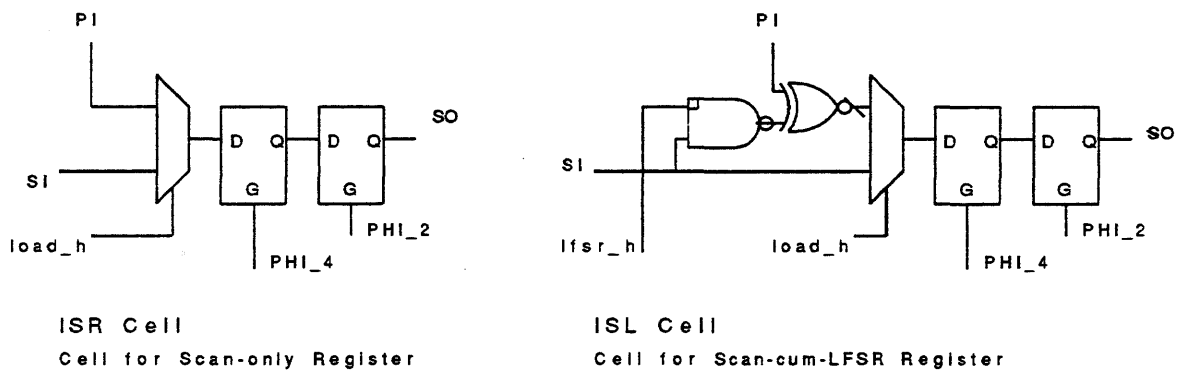 PI
SI
load_h
D Q
G
D Q
PHI_4
PHI_2
SO
ISR Cell
Cell for Scan-only Register
PI
SI
lfsr_h
load_h
D Q
G
D Q
G
PHI_4
PHI_2
SO
ISL Cell
Cell for Scan-cum-LFSR Register